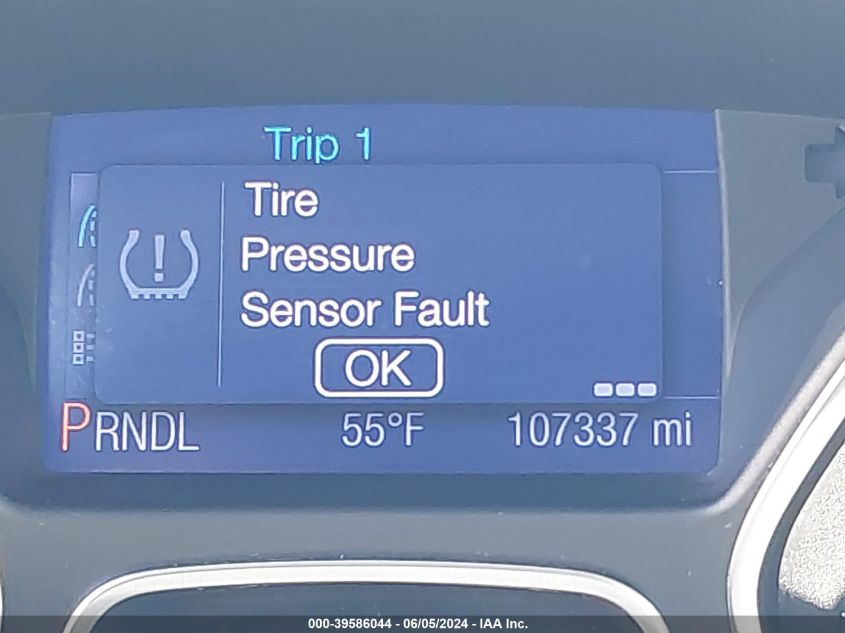 Trip 1
Tire
Pressure
Sensor Fault
OK
PRNDL 55°F 107337 mi
000-39586044 - 06/05/2024 - IAA Inc.